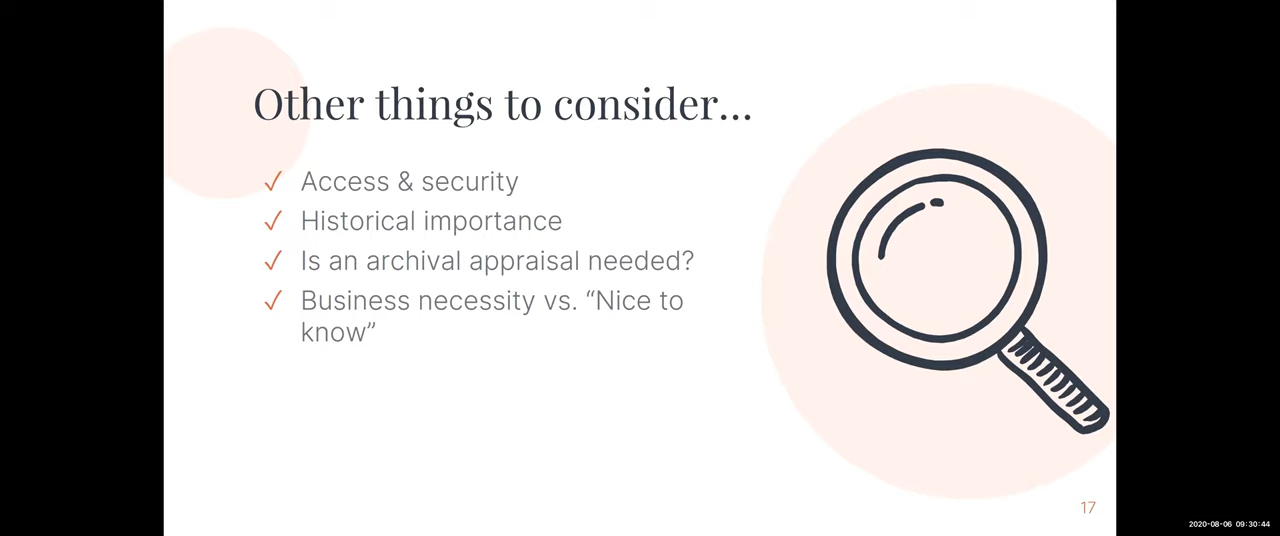 Other things to consider...
✓ Access & security
✓ Historical importance
✓ Is an archival appraisal needed?
✓ Business necessity vs. “Nice to
know”
17
2020-08-06 09:30:44